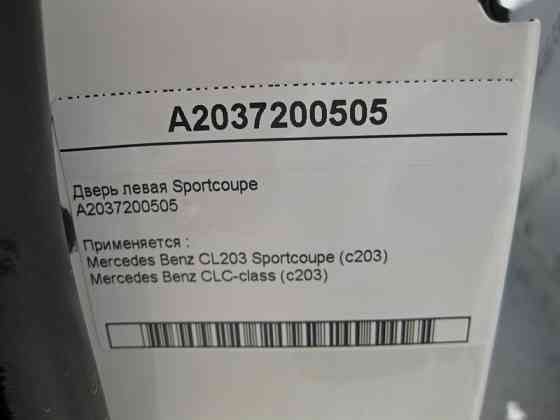 A2037200505
Дверь левая Sportcoupe
A2037200505
Применяется :
Mercedes Benz CL203 Sportcoupe (c203)
Mercedes Benz CLC-class (c203)